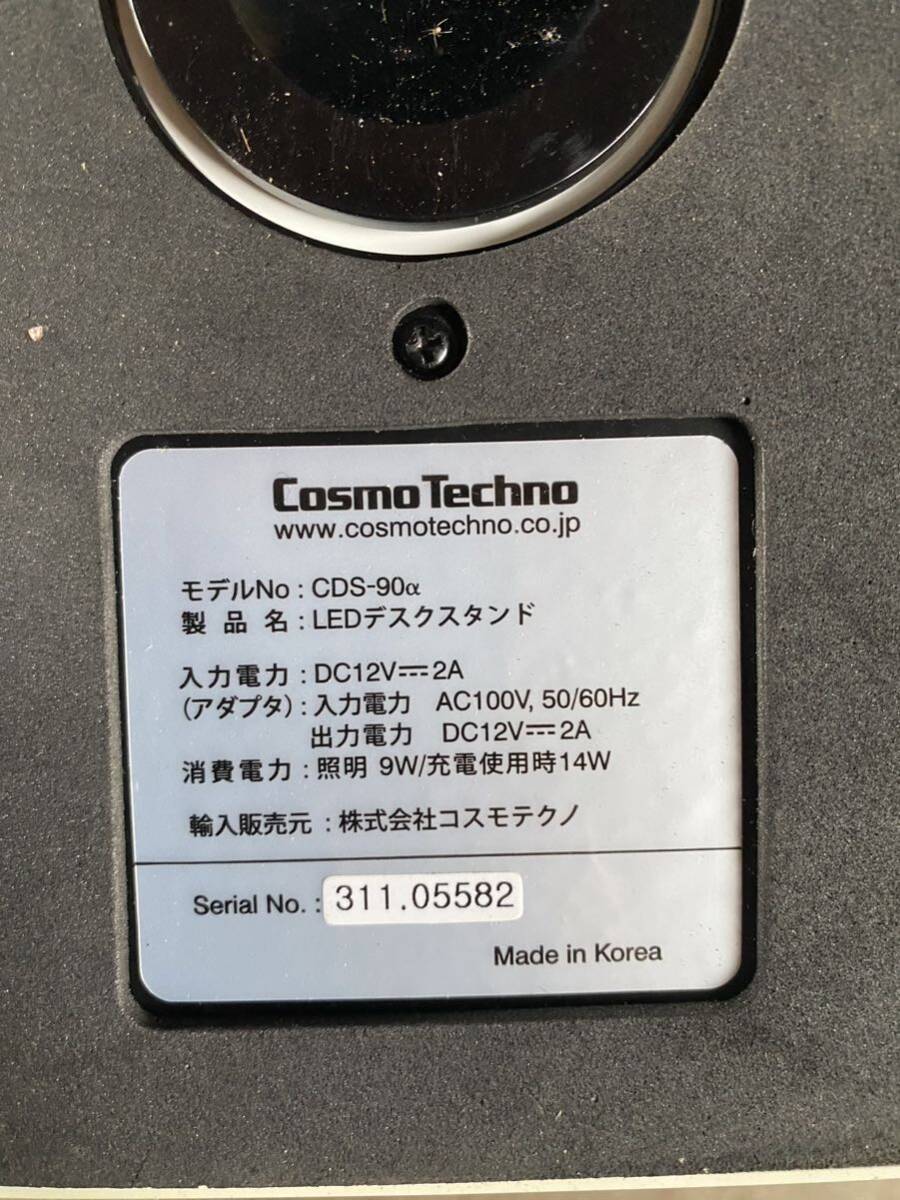 Cosmo Techno
www.cosmotechno.co.jp
モデルNo : CDS-90α
製品名 : LEDデスクスタンド
入力電力 : DC12V⎓2A
(アダプタ) : 入力電力 AC100V, 50/60Hz
出力電力 DC12V⎓2A
消費電力 : 照明 9W/充電使用時14W
輸入販売元 : 株式会社コスモテクノ
Serial No. : 311.05582
Made in Korea